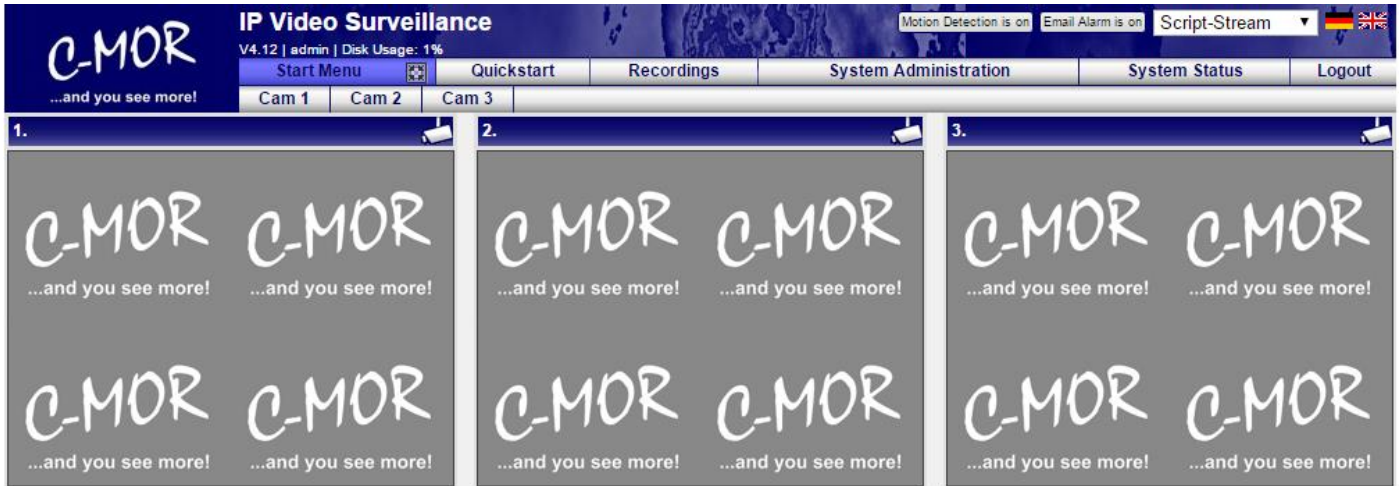 C-MOR
...and you see more!
IP Video Surveillance
V4.12 | admin | Disk Usage: 1%
Motion Detection is on Email Alarm is on Script-Stream
Start Menu Quickstart Recordings System Administration System Status Logout
Cam 1 Cam 2 Cam 3
1. 2. 3.
C-MOR C-MOR C-MOR C-MOR C-MOR C-MOR
...and you see more! ...and you see more! ...and you see more! ...and you see more! ...and you see more! ...and you see more!
C-MOR C-MOR C-MOR C-MOR C-MOR C-MOR
...and you see more! ...and you see more! ...and you see more! ...and you see more! ...and you see more! ...and you see more!